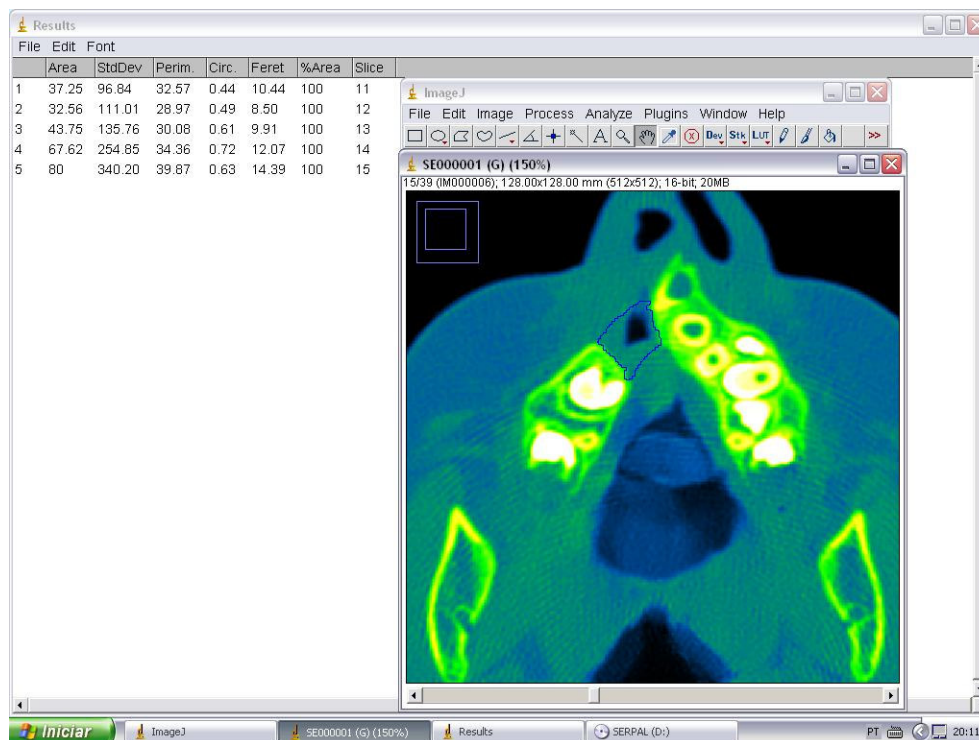 Results
File Edit Font
Area StdDev Perim. Circ. Feret %Area Slice
1 37.25 96.84 32.57 0.44 10.44 100 11
2 32.56 111.01 28.97 0.49 8.50 100 12
3 43.75 135.76 30.08 0.61 9.91 100 13
4 67.62 254.85 34.36 0.72 12.07 100 14
5 80 340.20 39.87 0.63 14.39 100 15
ImageJ
File Edit Image Process Analyze Plugins Window Help
A Dev Stk LUT >>
SE000001 (G) (150%)
15/39 (IM000006); 128.00x128.00 mm (512x512); 16-bit; 20MB
Iniciar ImageJ SE000001 (G) (150%) Results SERPAL (D:) PT